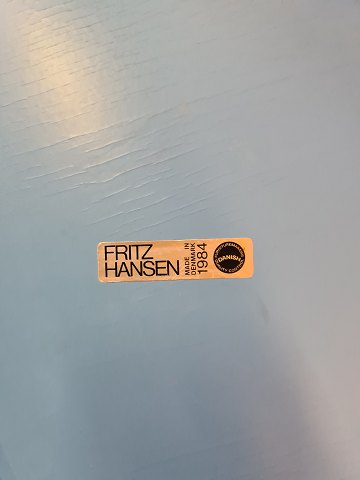 FRITZ
HANSEN
MADE IN
DENMARK
1984
DANISH